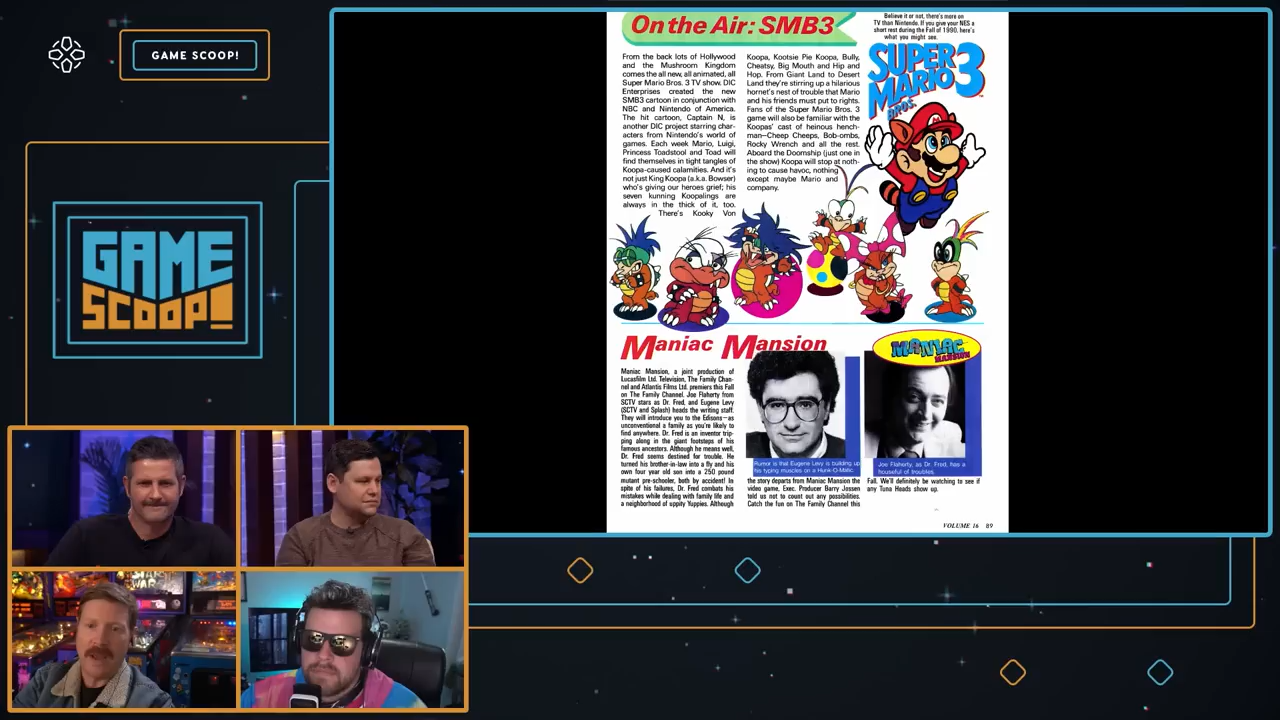 GAME SCOOP!
GAME
SCOOP!
On the Air: SMB3
Believe it or not, there's more on
TV than Nintendo. If you give your NES a
short rest during the Fall of 1990, here's
what you might see.
From the back lots of Hollywood
and the Mushroom Kingdom
comes the all new, all animated, all
Super Mario Bros. 3 TV show. DIC
Enterprises created the new
SMB3 cartoon in conjunction with
NBC and Nintendo of America.
The hit cartoon, Captain N, is
another DIC project starring char-
acters from Nintendo's world of
games. Each week Mario, Luigi,
Princess Toadstool and Toad will
find themselves in tight tangles of
Koopa-caused calamities. And it's
not just King Koopa (a.k.a. Bowser)
who's giving our heroes grief; his
seven kunning Koopalings are
always in the thick of it, too.
There's Kooky Von
Koopa, Kootsie Pie Koopa, Bully,
Cheatsy, Big Mouth and Hip and
Hop. From Giant Land to Desert
Land they're stirring up a hilarious
hornet's nest of trouble that Mario
and his friends must put to rights.
Fans of the Super Mario Bros. 3
game will also be familiar with the
Koopas' cast of heinous hench-
man—Cheep Cheeps, Bob-ombs,
Rocky Wrench and all the rest.
Aboard the Doomship (just one in
the show) Koopa will stop at noth-
ing to cause havoc, nothing
except maybe Mario and
company.
SUPER
MARIO 3
BROS.
Maniac Mansion
Maniac Mansion, a joint production of
Lucasfilm Ltd. Television, The Family Chan-
nel and Atlantis Films Ltd. premiers this Fall
on The Family Channel. Joe Flaherty from
SCTV stars as Dr. Fred, and Eugene Levy
(SCTV and Splash) heads the writing staff.
They will introduce you to the Edisons—as
unconventional a family as you're likely to
find anywhere. Dr. Fred is an inventor trip-
ping along in the giant footsteps of his
famous ancestors. Although he means well,
Dr. Fred seems destined for trouble. He
turned his brother-in-law into a fly and his
own four year old son into a 250 pound
mutant pre-schooler, both by accident! In
spite of his failures, Dr. Fred combats his
mistakes while dealing with family life and
a neighborhood of uppity Yuppies. Although
Rumor is that Eugene Levy is building up
his typing muscles on a Hunk-O-Matic.
the story departs from Maniac Mansion the
video game, Exec. Producer Barry Jossen
told us not to count out any possibilities.
Catch the fun on The Family Channel this
MANIAC
MANSION
Joe Flaherty, as Dr. Fred, has a
houseful of troubles.
Fall. We'll definitely be watching to see if
any Tuna Heads show up.
VOLUME 16 89
STAR
WARS